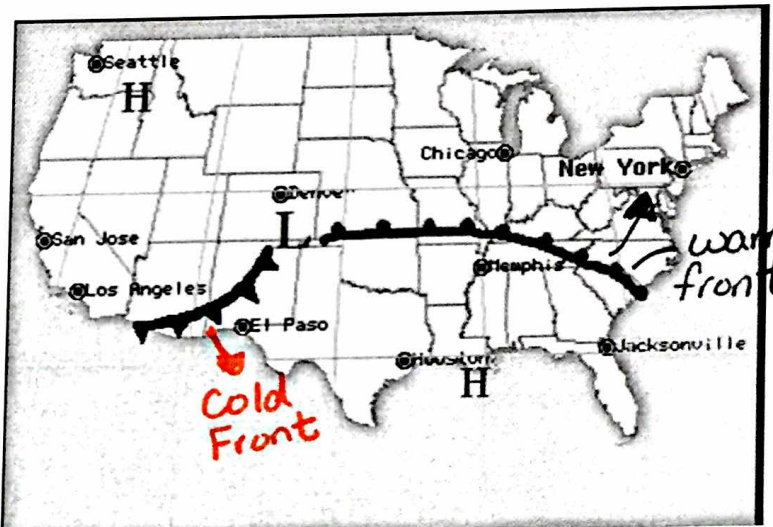 Seattle
H
Chicago
New York
Denver
L
San Jose
warm
front
Memphis
Los Angeles
El Paso
Jacksonville
Houston
H
Cold
Front